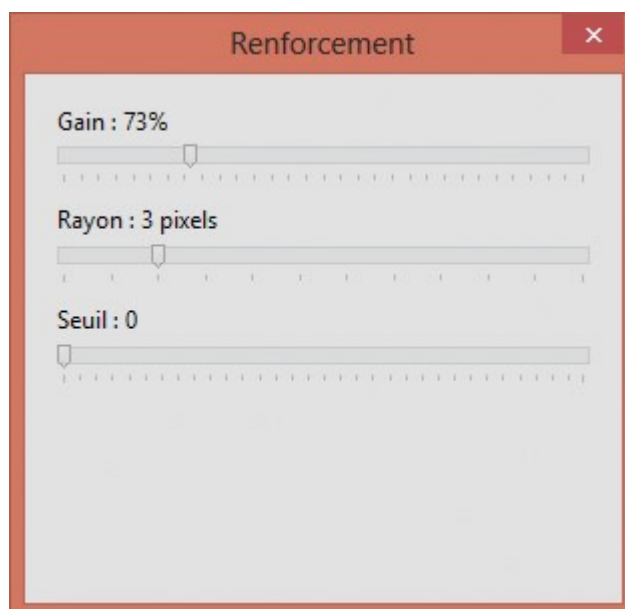 Renforcement
Gain : 73%
Rayon : 3 pixels
Seuil : 0